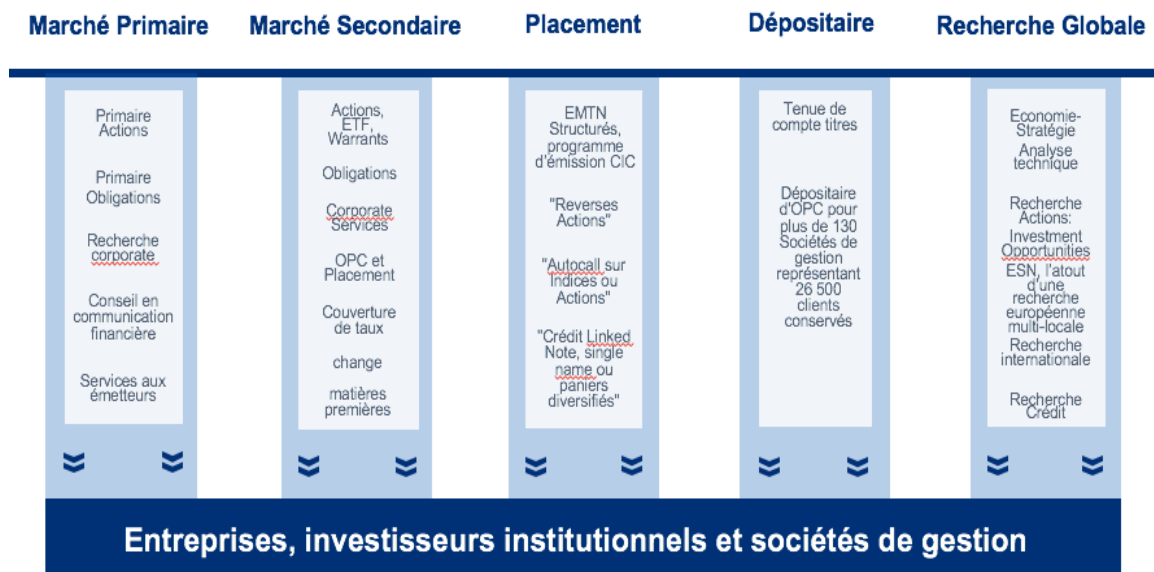 Marché Primaire
Marché Secondaire
Placement
Dépositaire
Recherche Globale
Primaire
Actions
Primaire
Obligations
Recherche
corporate
Conseil en
communication
financière
Services aux
émetteurs
Actions,
ETF,
Warrants
Obligations
Corporate
Services
OPC et
Placement
Couverture
de taux
change
matières
premières
EMTN
Structurés,
programme
d'émission CIC
"Reverses
Actions"
"Autocall sur
Indices ou
Actions"
"Crédit Linked
Note, single
name ou
paniers
diversifiés"
Tenue de
compte titres
Dépositaire
d'OPC pour
plus de 130
Sociétés de
gestion
représentant
26 500
clients
conservés
Economie-
Stratégie
Analyse
technique
Recherche
Actions:
Investment
Opportunities
ESN, l'atout
d'une
recherche
européenne
multi-locale
Recherche
internationale
Recherche
Crédit
Entreprises, investisseurs institutionnels et sociétés de gestion